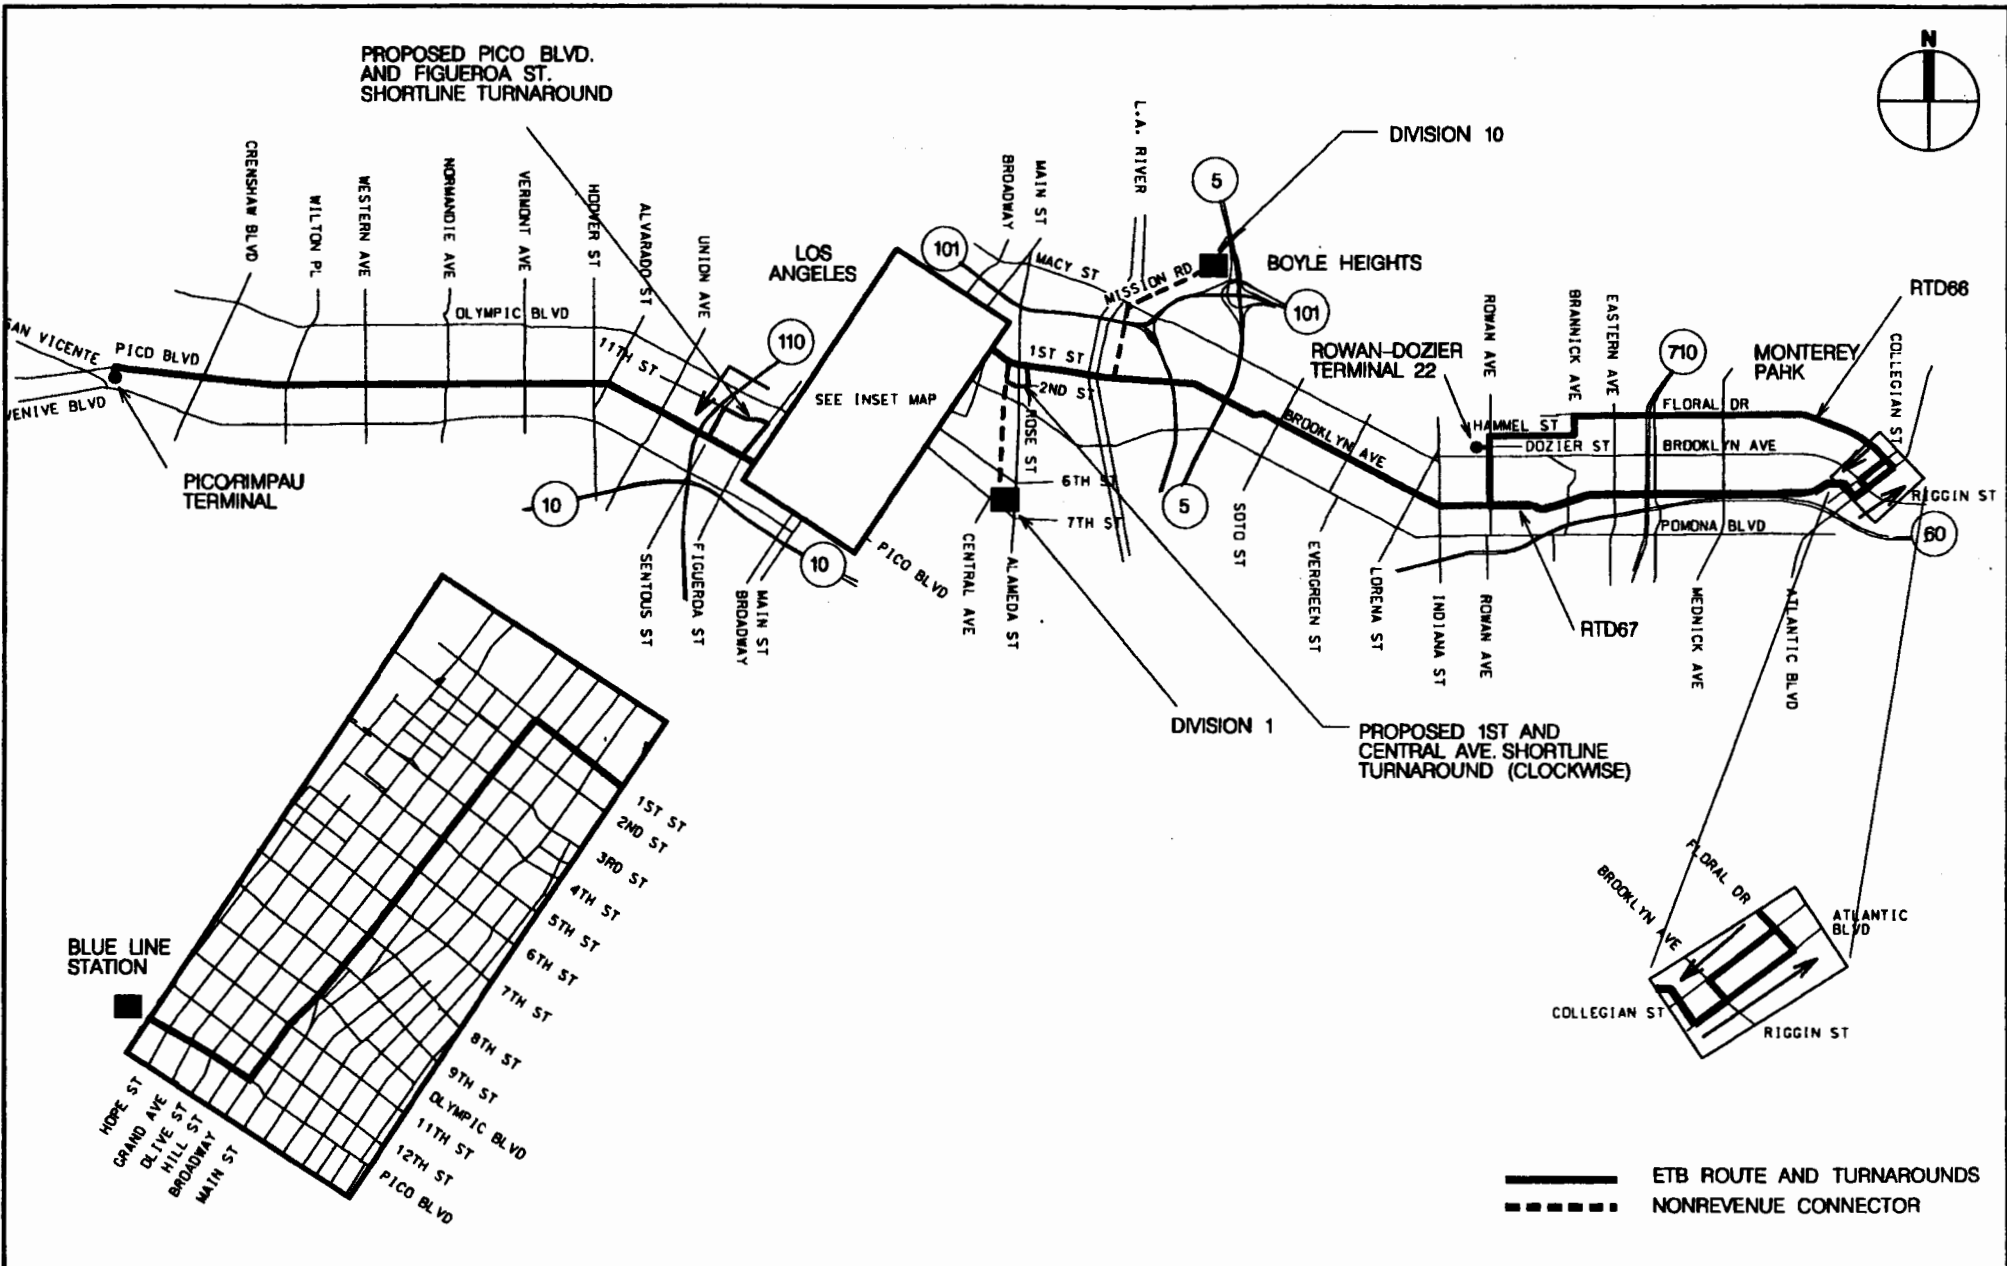 PROPOSED PICO BLVD.
AND FIGUEROA ST.
SHORTLINE TURNAROUND
N
DIVISION 10
CRENSHAW BLVD
WILTON PL
WESTERN AVE
NORMANDIE AVE
VERMONT AVE
HOOVER ST
ALVARADO ST
UNION AVE
LOS
ANGELES
BROADWAY
MAIN ST
L.A. RIVER
5
101
MACY ST
MISSION RD
BOYLE HEIGHTS
101
ROWAN-DOZIER
TERMINAL 22
ROWAN AVE
BRANNICK AVE
EASTERN AVE
710
MONTEREY
PARK
RTD66
COLLEGIAN ST
SAN VICENTE
PICO BLVD
OLYMPIC BLVD
11TH ST
110
VENIVE BLVD
SEE INSET MAP
1ST ST
2ND ST
ROSE ST
BROOKLYN AVE
HAMMEL ST
DOZIER ST
FLORAL DR
BROOKLYN AVE
RIGGIN ST
POMONA BLVD
60
PICO/RIMPAU
TERMINAL
10
10
6TH ST
7TH ST
5
SENTOUS ST
FIGUEROA ST
MAIN ST
BROADWAY
PICO BLVD
CENTRAL AVE
ALAMEDA ST
SOTO ST
EVERGREEN ST
LORENA ST
INDIANA ST
ROWAN AVE
RTD67
MEDNICK AVE
ATLANTIC BLVD
DIVISION 1
PROPOSED 1ST AND
CENTRAL AVE. SHORTLINE
TURNAROUND (CLOCKWISE)
1ST ST
2ND ST
3RD ST
4TH ST
5TH ST
6TH ST
7TH ST
8TH ST
9TH ST
OLYMPIC BLVD
11TH ST
12TH ST
PICO BLVD
BLUE LINE
STATION
HOPE ST
GRAND AVE
OLIVE ST
HILL ST
BROADWAY
MAIN ST
BROOKLYN AVE
FLORAL DR
ATLANTIC
BLVD
COLLEGIAN ST
RIGGIN ST
ETB ROUTE AND TURNAROUNDS
NONREVENUE CONNECTOR